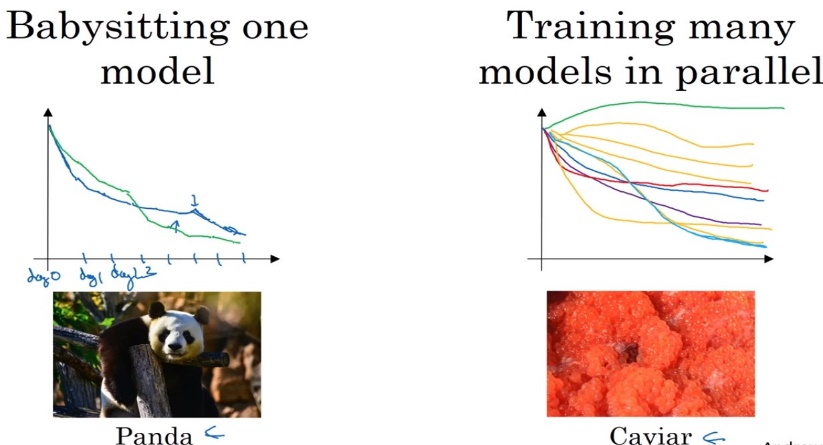 Babysitting one
model
Training many
models in parallel
day 0
day 1
day 2
Panda
Caviar